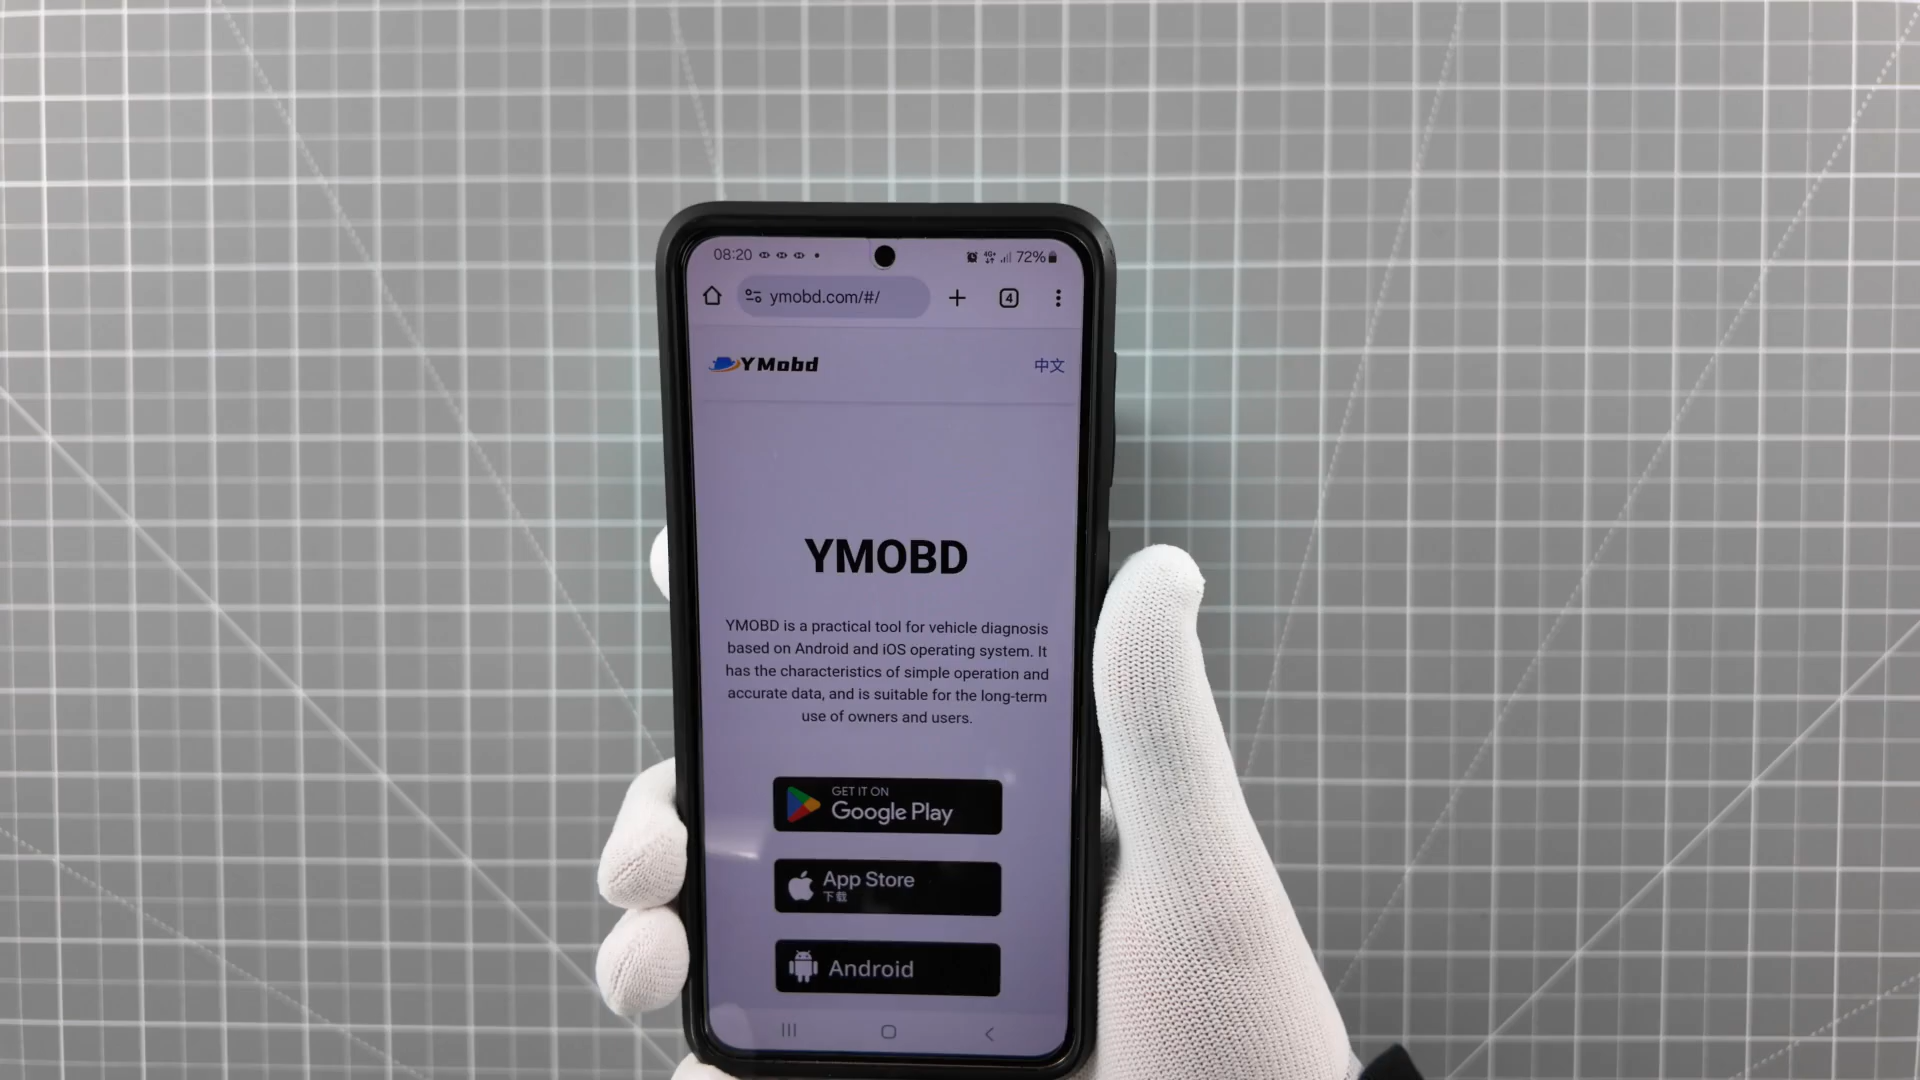 08:20
4G+
72%
ymobd.com/#/
4
YMobd
中文
YMOBD
YMOBD is a practical tool for vehicle diagnosis
based on Android and iOS operating system. It
has the characteristics of simple operation and
accurate data, and is suitable for the long-term
use of owners and users.
GET IT ON
Google Play
App Store
下载
Android